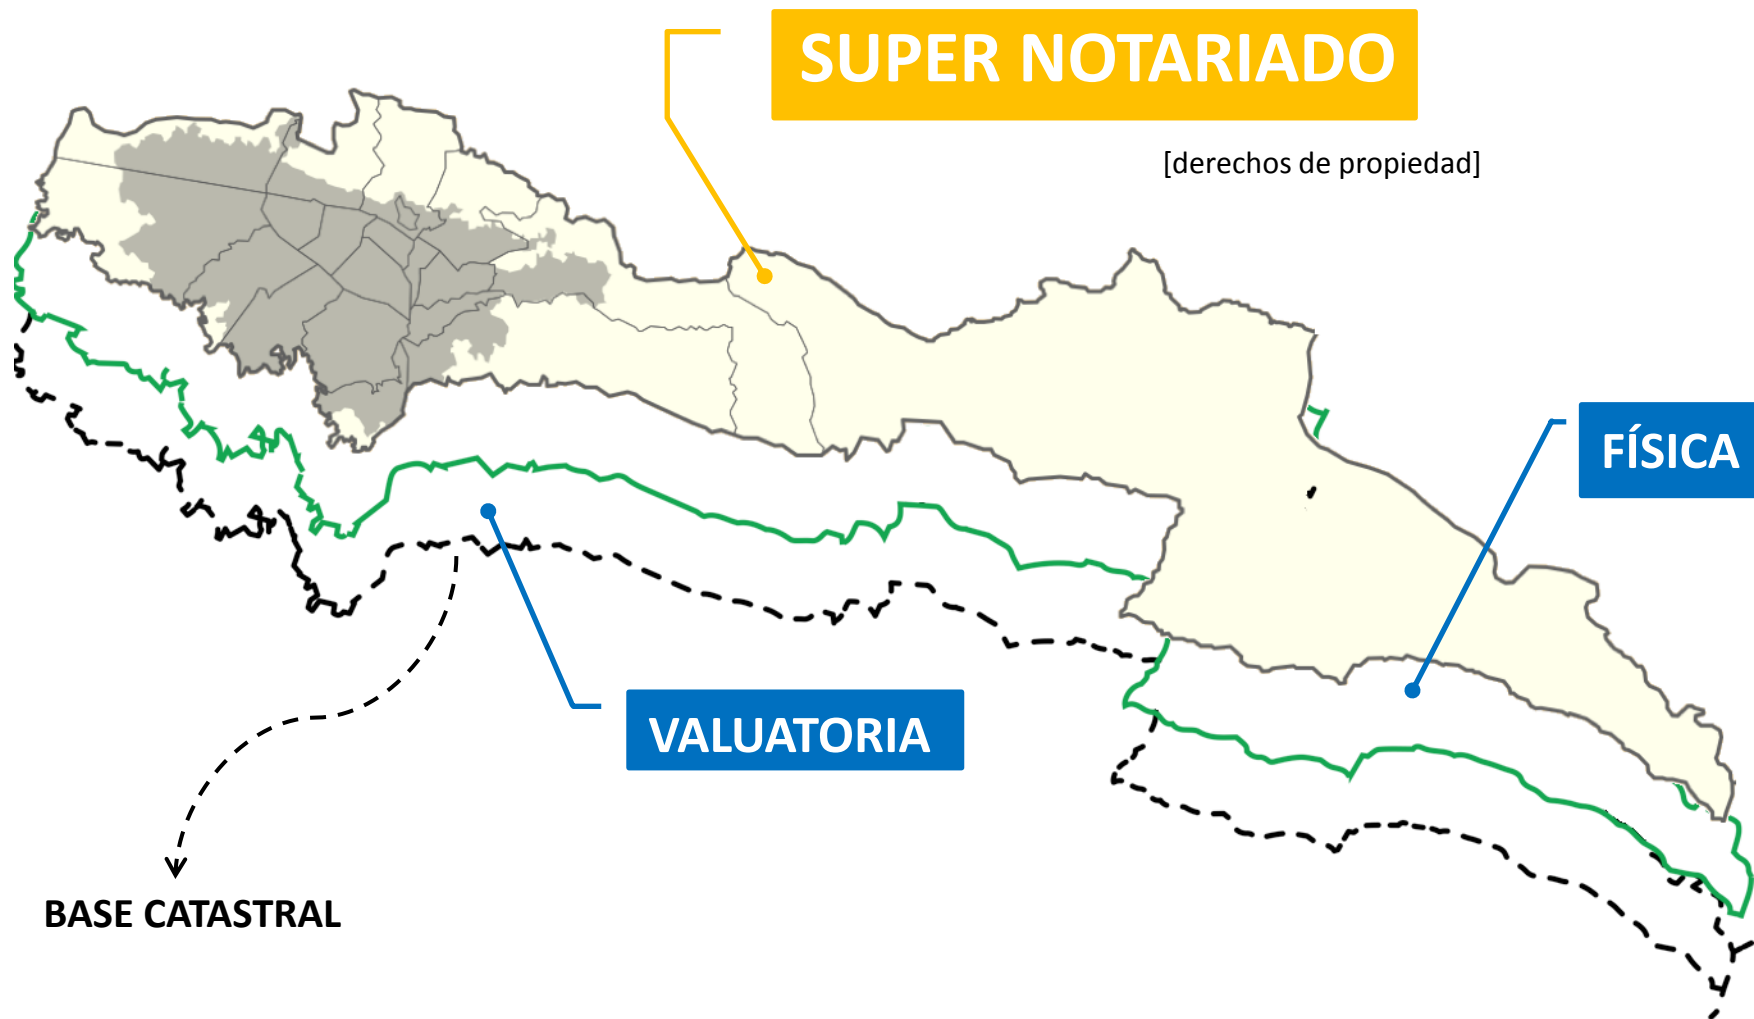 SUPER NOTARIADO
[derechos de propiedad]
FÍSICA
VALUATORIA
BASE CATASTRAL